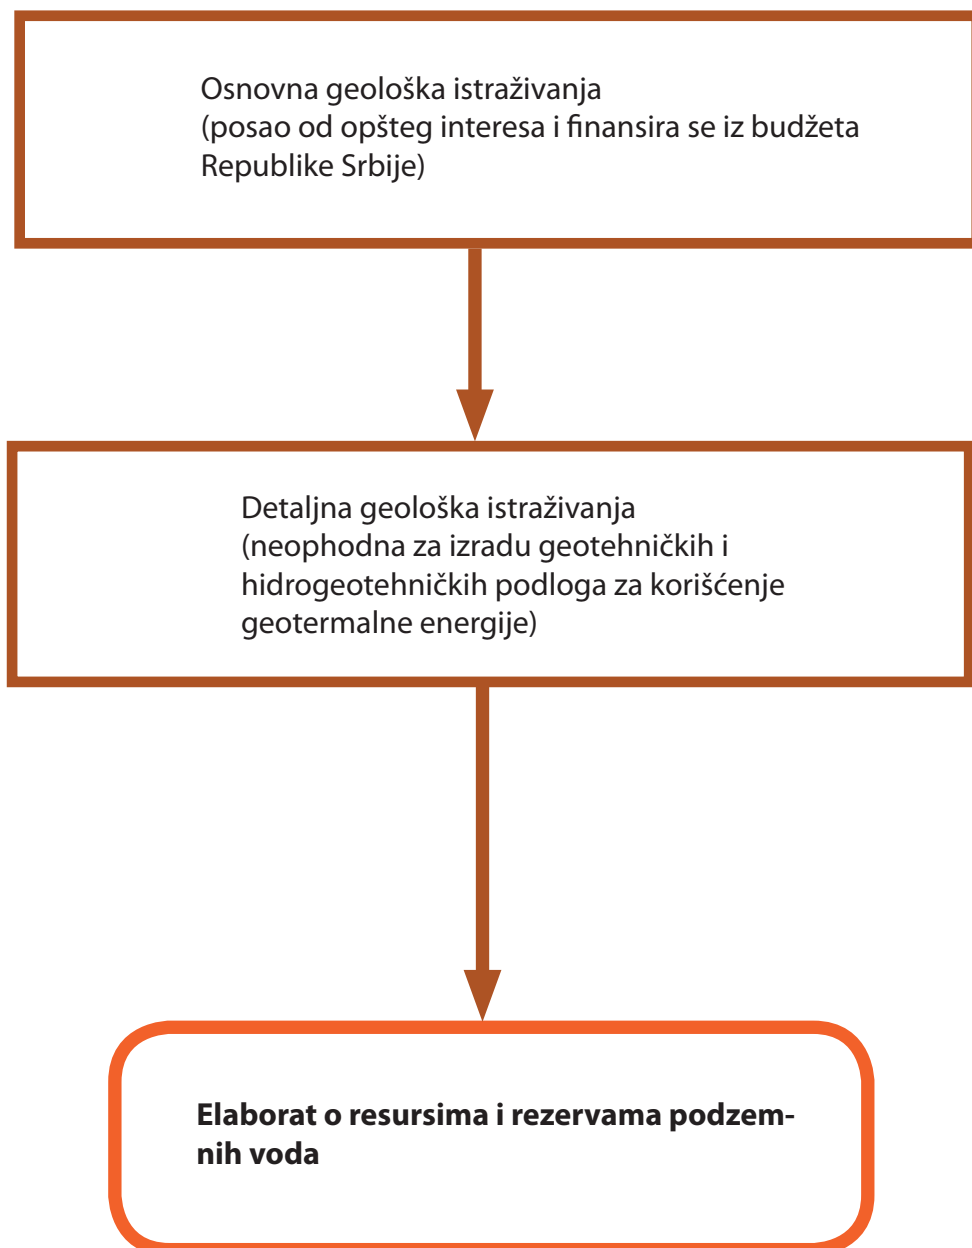 Osnovna geološka istraživanja
(posao od opšteg interesa i finansira se iz budžeta
Republike Srbije)
Detaljna geološka istraživanja
(neophodna za izradu geotehničkih i
hidrogeotehničkih podloga za korišćenje
geotermalne energije)
Elaborat o resursima i rezervama podzem-
nih voda